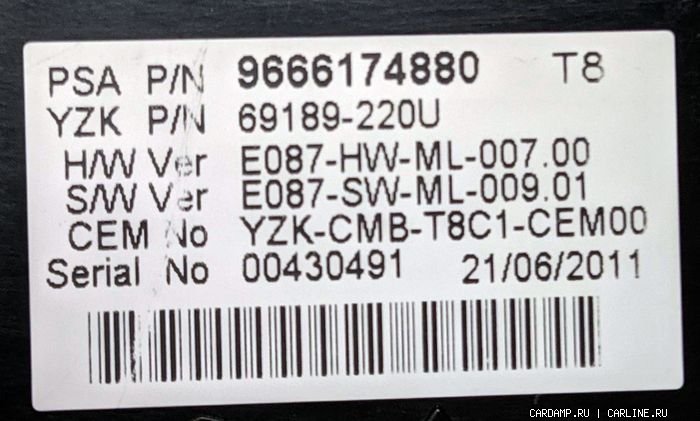 PSA P/N 9666174880 T8
YZK P/N 69189-220U
H/W Ver E087-HW-ML-007.00
S/W Ver E087-SW-ML-009.01
CEM No YZK-CMB-T8C1-CEM00
Serial No 00430491 21/06/2011
CARDAMP.RU | CARLINE.RU